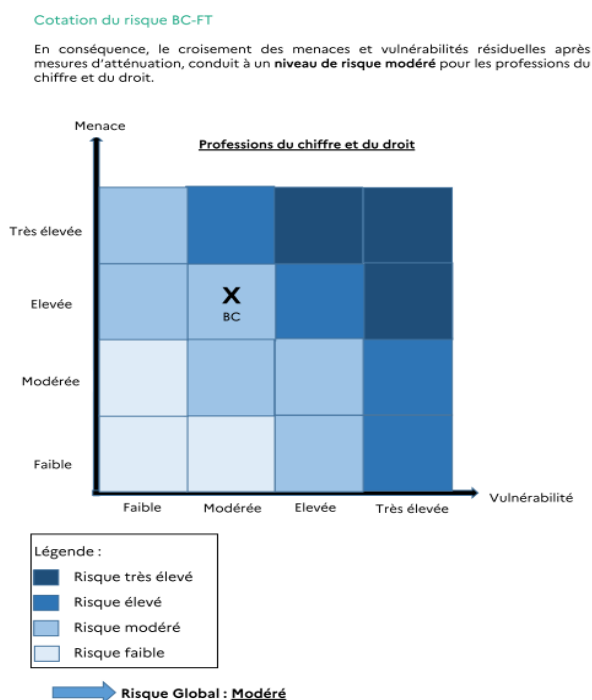 Cotation du risque BC-FT
En conséquence, le croisement des menaces et vulnérabilités résiduelles après
mesures d'atténuation, conduit à un niveau de risque modéré pour les professions du
chiffre et du droit.
Menace
Professions du chiffre et du droit
Très élevée
Elevée
X
BC
Modérée
Faible
Faible
Modérée
Elevée
Très élevée
Vulnérabilité
Légende :
Risque très élevé
Risque élevé
Risque modéré
Risque faible
Risque Global : Modéré